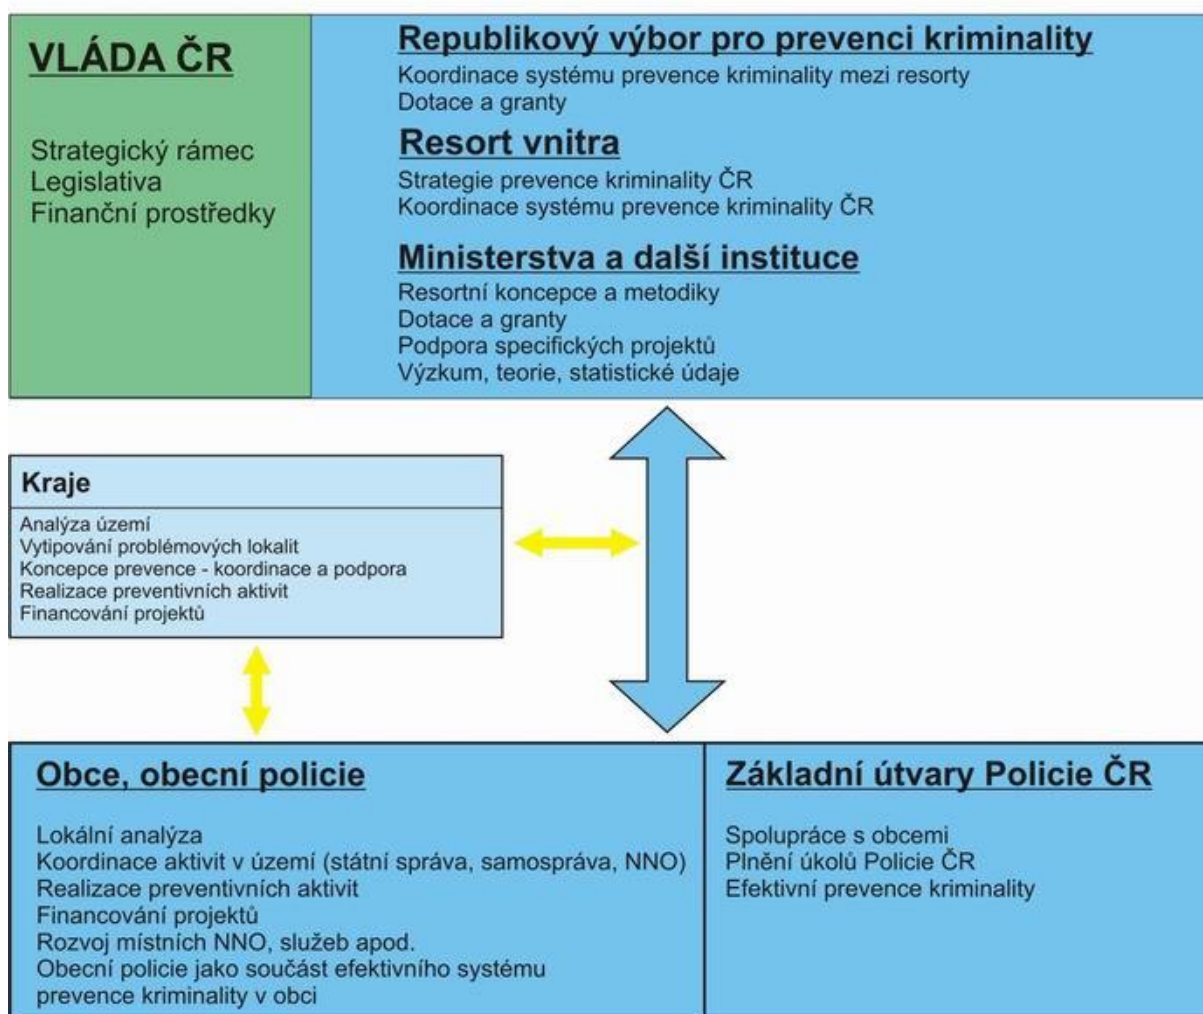 VLÁDA ČR
Strategický rámec
Legislativa
Finanční prostředky
Republikový výbor pro prevenci kriminality
Koordinace systému prevence kriminality mezi resorty
Dotace a granty
Resort vnitra
Strategie prevence kriminality ČR
Koordinace systému prevence kriminality ČR
Ministerstva a další instituce
Resortní koncepce a metodiky
Dotace a granty
Podpora specifických projektů
Výzkum, teorie, statistické údaje
Kraje
Analýza území
Vytipování problémových lokalit
Koncepce prevence - koordinace a podpora
Realizace preventivních aktivit
Financování projektů
Obce, obecní policie
Lokální analýza
Koordinace aktivit v území (státní správa, samospráva, NNO)
Realizace preventivních aktivit
Financování projektů
Rozvoj místních NNO, služeb apod.
Obecní policie jako součást efektivního systému
prevence kriminality v obci
Základní útvary Policie ČR
Spolupráce s obcemi
Plnění úkolů Policie ČR
Efektivní prevence kriminality